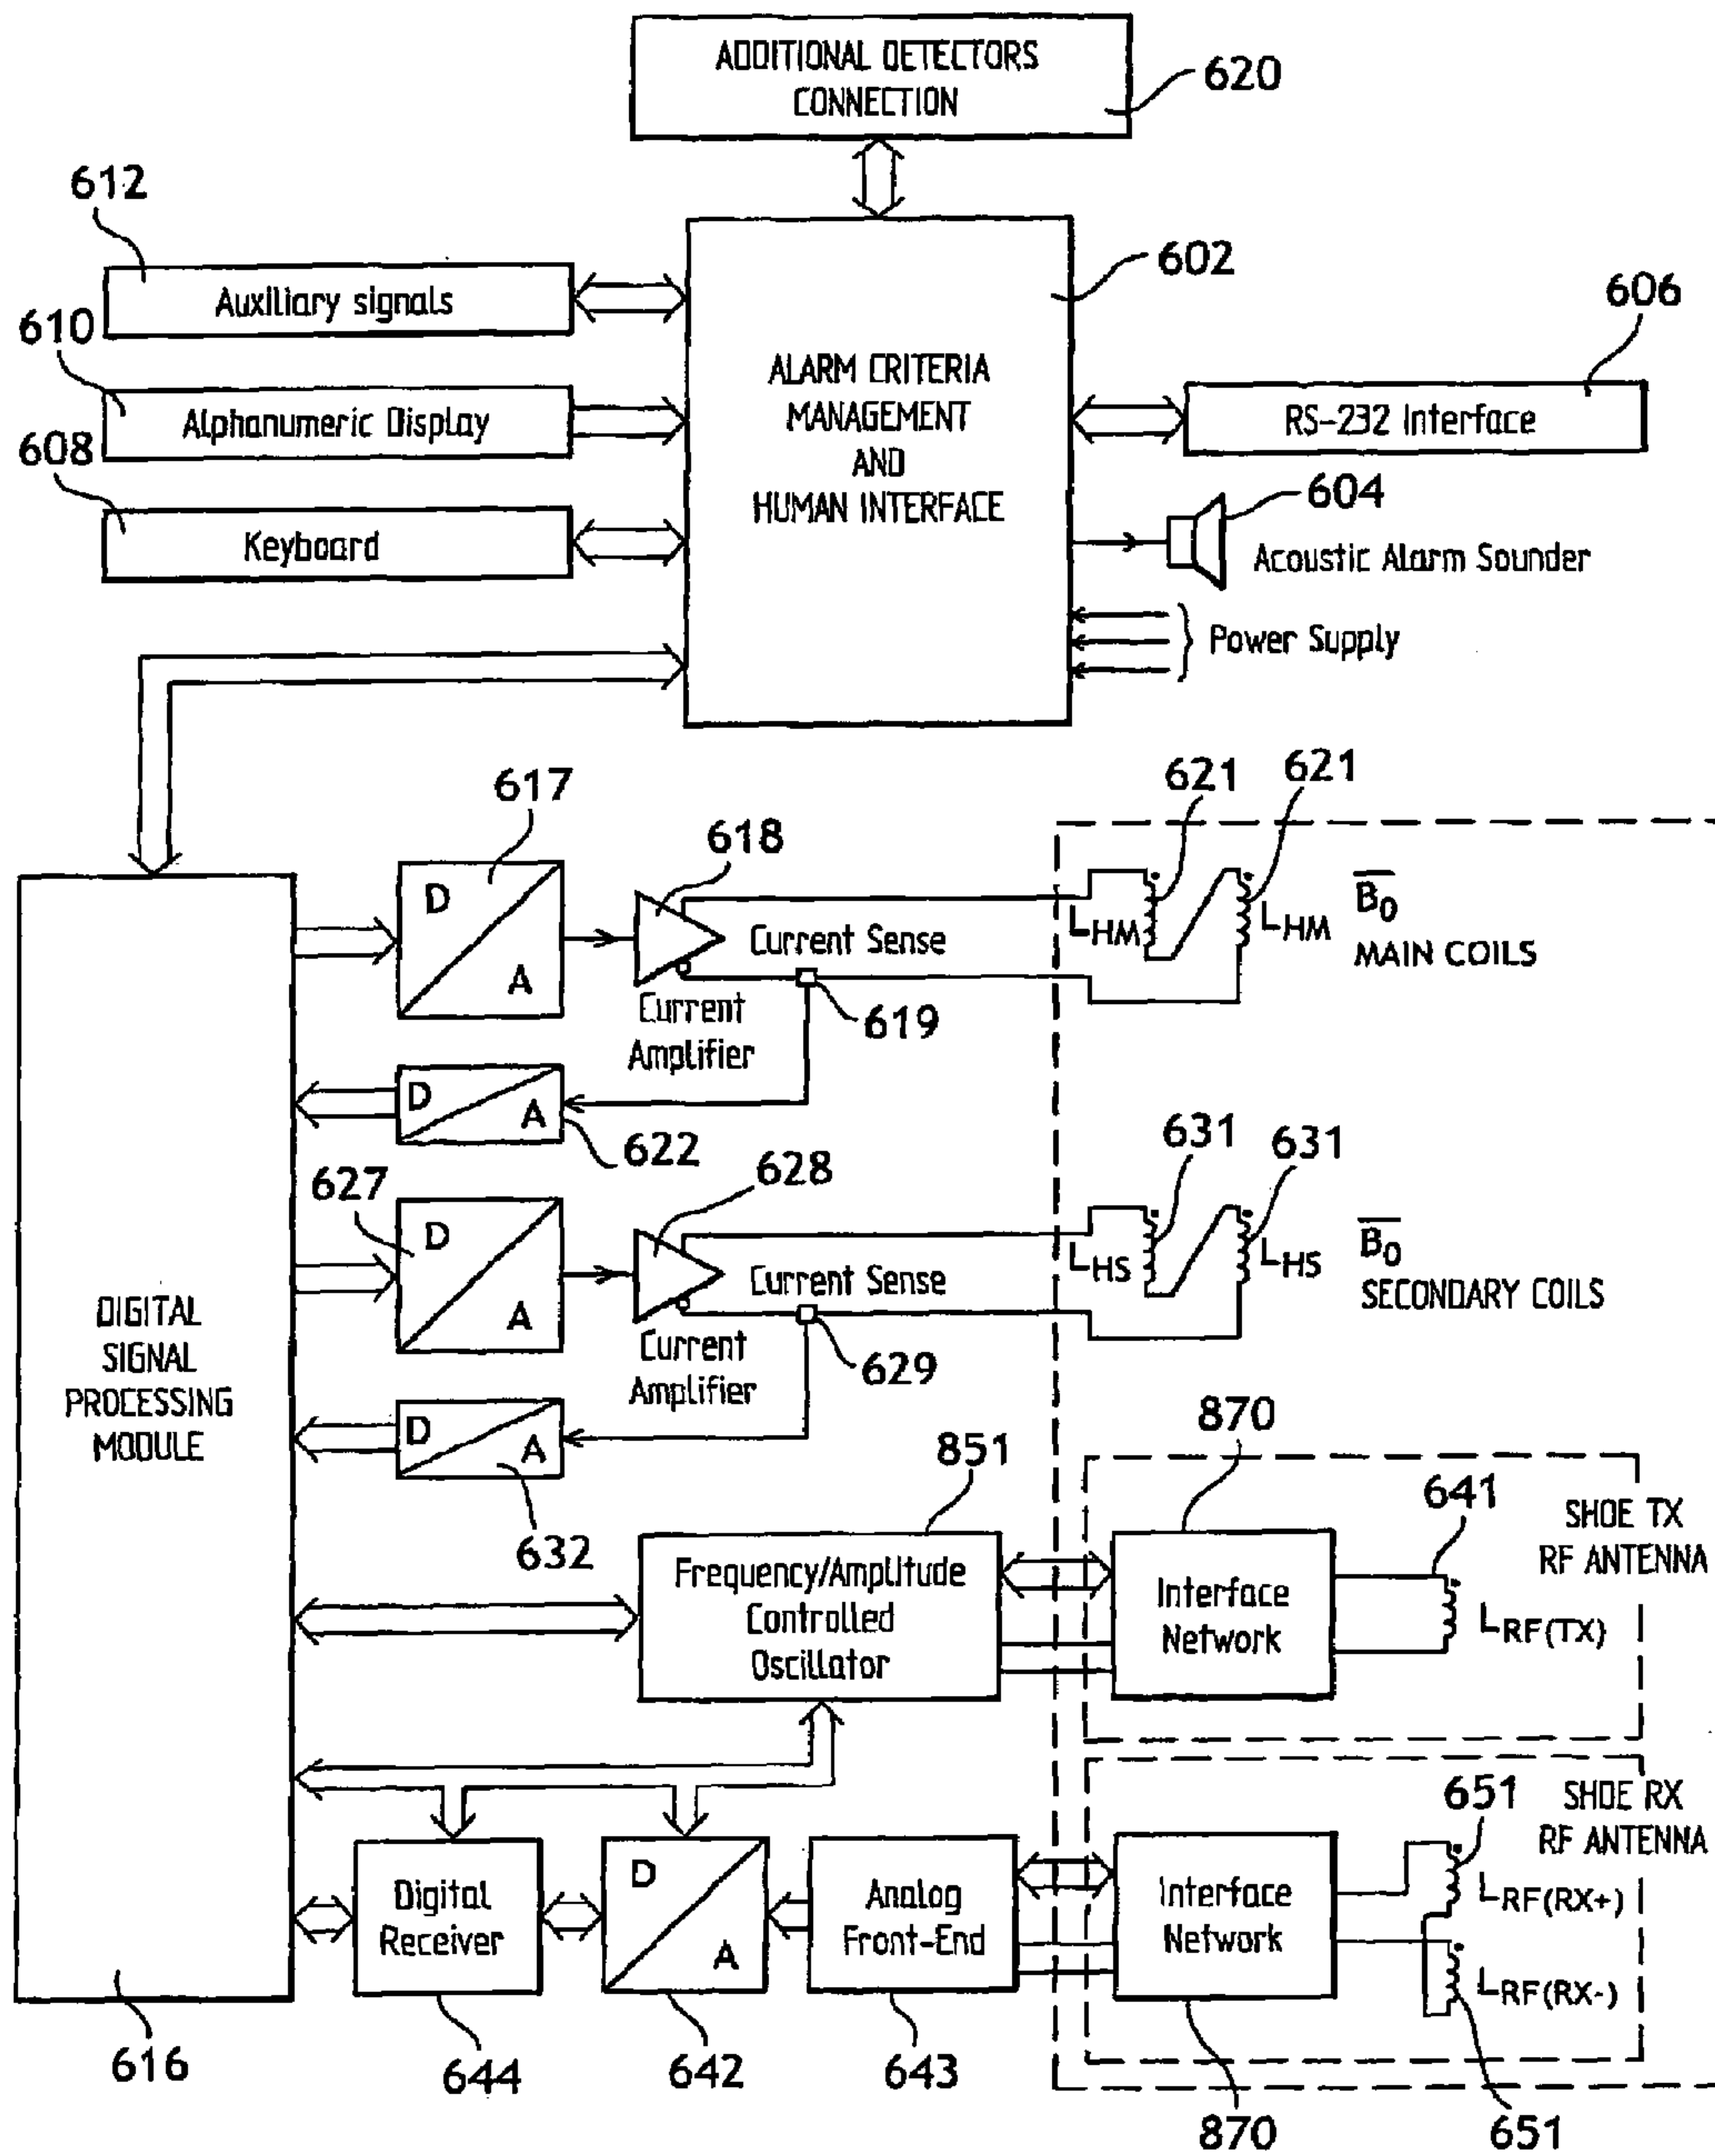 ADDITIONAL DETECTORS
CONNECTION
620
612
Auxiliary signals
610
Alphanumeric Display
608
Keyboard
602
ALARM CRITERIA
MANAGEMENT
AND
HUMAN INTERFACE
606
RS-232 Interface
604
Acoustic Alarm Sounder
Power Supply
617
D
A
618
Current Sense
Current
Amplifier
619
621
621
LHM
LHM
B0
MAIN COILS
D
A
622
627
D
A
628
Current Sense
Current
Amplifier
629
631
631
LHS
LHS
B0
SECONDARY COILS
D
A
632
DIGITAL
SIGNAL
PROCESSING
MODULE
616
851
Frequency/Amplitude
Controlled
Oscillator
870
Interface
Network
641
SHOE TX
RF ANTENNA
LRF(TX)
Digital
Receiver
644
D
A
642
Analog
Front-End
643
Interface
Network
870
651
SHOE RX
RF ANTENNA
LRF(RX+)
LRF(RX-)
651